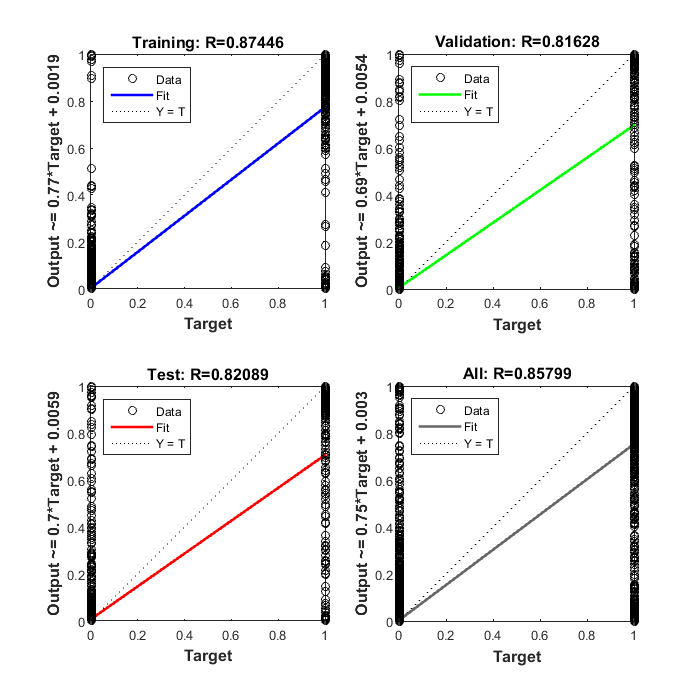 Training: R=0.87446
Output ~= 0.77*Target + 0.0019
1
0.8
0.6
0.4
0.2
0
Data
Fit
Y = T
0 0.2 0.4 0.6 0.8 1
Target
Validation: R=0.81628
Output ~= 0.69*Target + 0.0054
1
0.8
0.6
0.4
0.2
0
Data
Fit
Y = T
0 0.2 0.4 0.6 0.8 1
Target
Test: R=0.82089
Output ~= 0.7*Target + 0.0059
1
0.8
0.6
0.4
0.2
0
Data
Fit
Y = T
0 0.2 0.4 0.6 0.8 1
Target
All: R=0.85799
Output ~= 0.75*Target + 0.003
1
0.8
0.6
0.4
0.2
0
Data
Fit
Y = T
0 0.2 0.4 0.6 0.8 1
Target